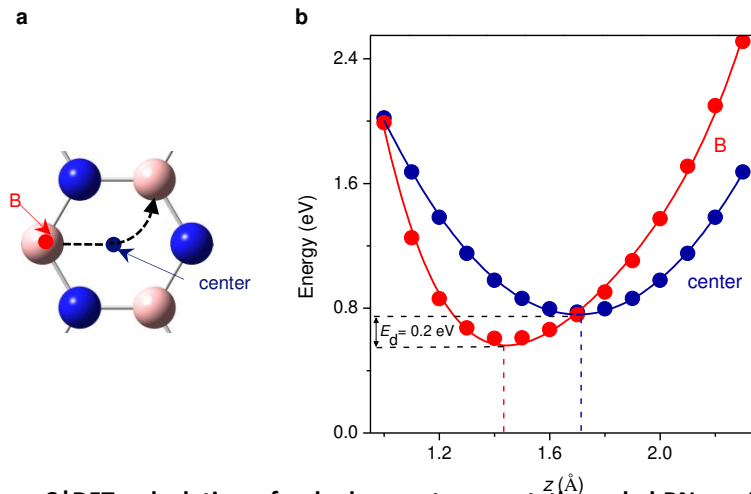 a
b
B
center
2.4
1.6
0.8
0.0
Energy (eV)
B
center
E_d = 0.2 eV
1.2
1.6
2.0
z (Å)